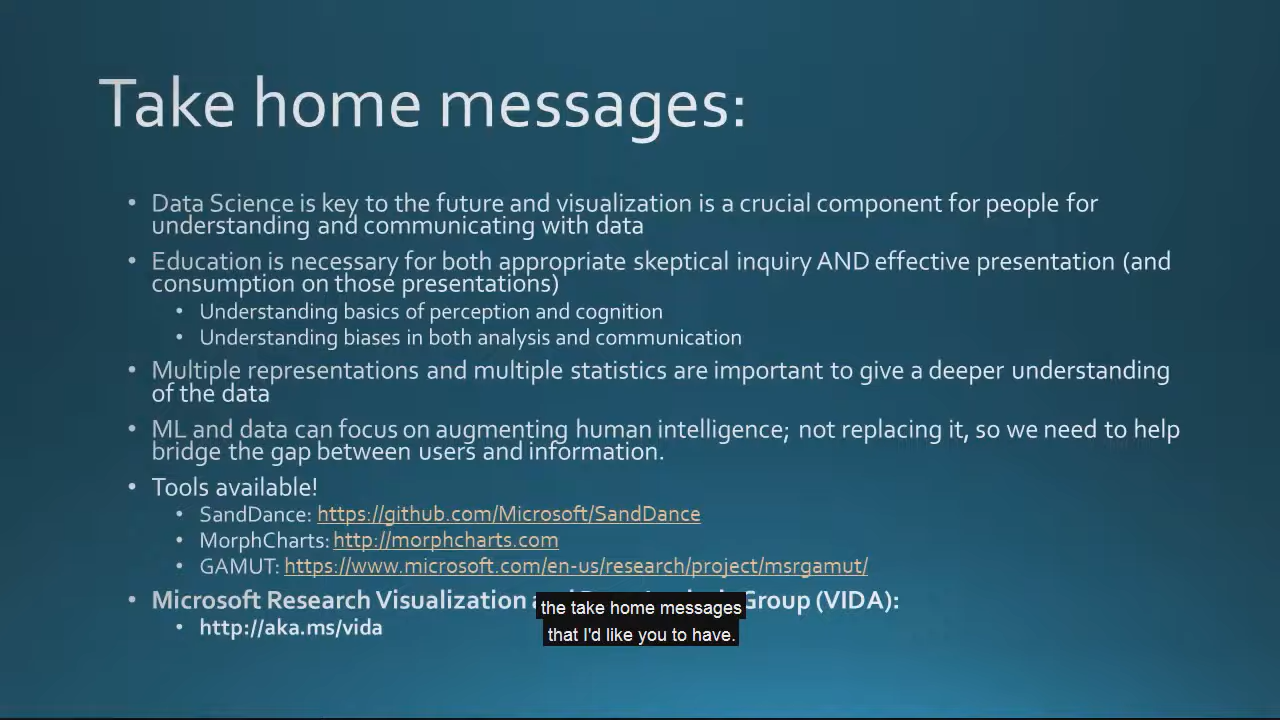 Take home messages:
• Data Science is key to the future and visualization is a crucial component for people for
understanding and communicating with data
• Education is necessary for both appropriate skeptical inquiry AND effective presentation (and
consumption on those presentations)
• Understanding basics of perception and cognition
• Understanding biases in both analysis and communication
• Multiple representations and multiple statistics are important to give a deeper understanding
of the data
• ML and data can focus on augmenting human intelligence; not replacing it, so we need to help
bridge the gap between users and information.
• Tools available!
• SandDance: https://github.com/Microsoft/SandDance
• MorphCharts: http://morphcharts.com
• GAMUT: https://www.microsoft.com/en-us/research/project/msrgamut/
• Microsoft Research Visualization Group (VIDA):
• http://aka.ms/vida
the take home messages
that I'd like you to have.